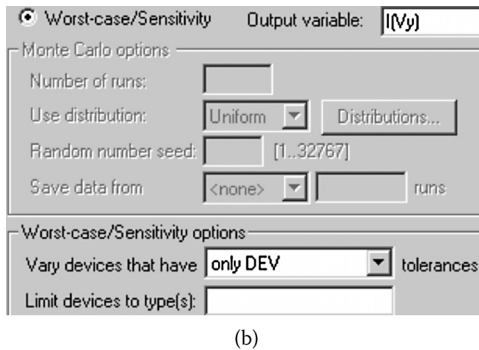 Worst-case/Sensitivity Output variable: I(Vy)
Monte Carlo options
Number of runs:
Use distribution: Uniform Distributions...
Random number seed: [1..32767]
Save data from <none> runs
Worst-case/Sensitivity options
Vary devices that have only DEV tolerances
Limit devices to type(s):
(b)